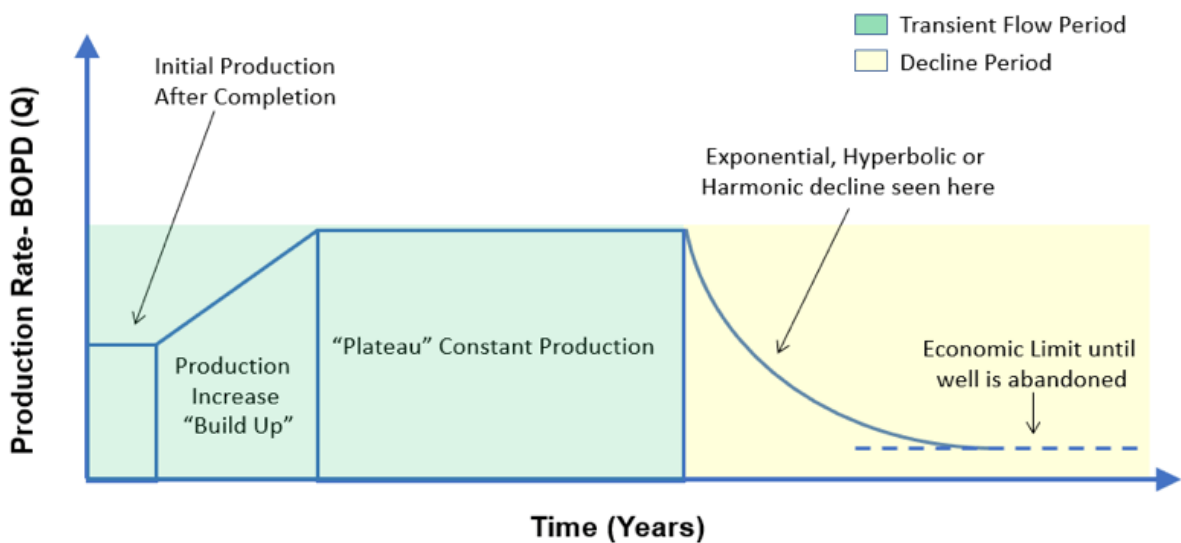 Transient Flow Period
Decline Period
Initial Production
After Completion
Exponential, Hyperbolic or
Harmonic decline seen here
Production Rate- BOPD (Q)
Production
Increase
“Build Up”
“Plateau” Constant Production
Economic Limit until
well is abandoned
Time (Years)